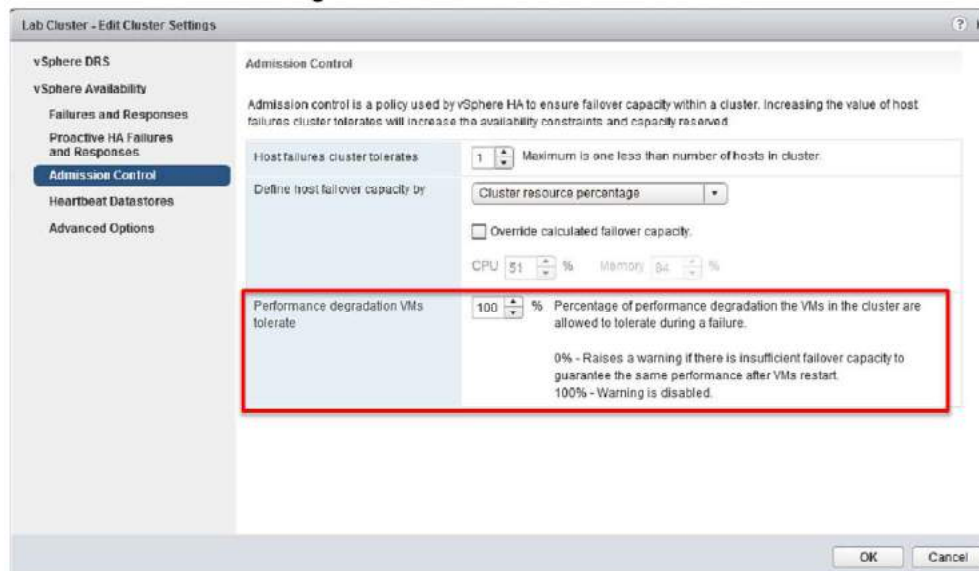 Lab Cluster - Edit Cluster Settings
?
vSphere DRS
vSphere Availability
Failures and Responses
Proactive HA Failures
and Responses
Admission Control
Heartbeat Datastores
Advanced Options
Admission Control
Admission control is a policy used by vSphere HA to ensure failover capacity within a cluster. Increasing the value of host
failures cluster tolerates will increase the availability constraints and capacity reserved
Host failures cluster tolerates
1 Maximum is one less than number of hosts in cluster.
Define host failover capacity by
Cluster resource percentage
Override calculated failover capacity.
CPU 51 % Memory 84 %
Performance degradation VMs
tolerate
100 % Percentage of performance degradation the VMs in the cluster are
allowed to tolerate during a failure.
0% - Raises a warning if there is insufficient failover capacity to
guarantee the same performance after VMs restart.
100% - Warning is disabled.
OK Cancel